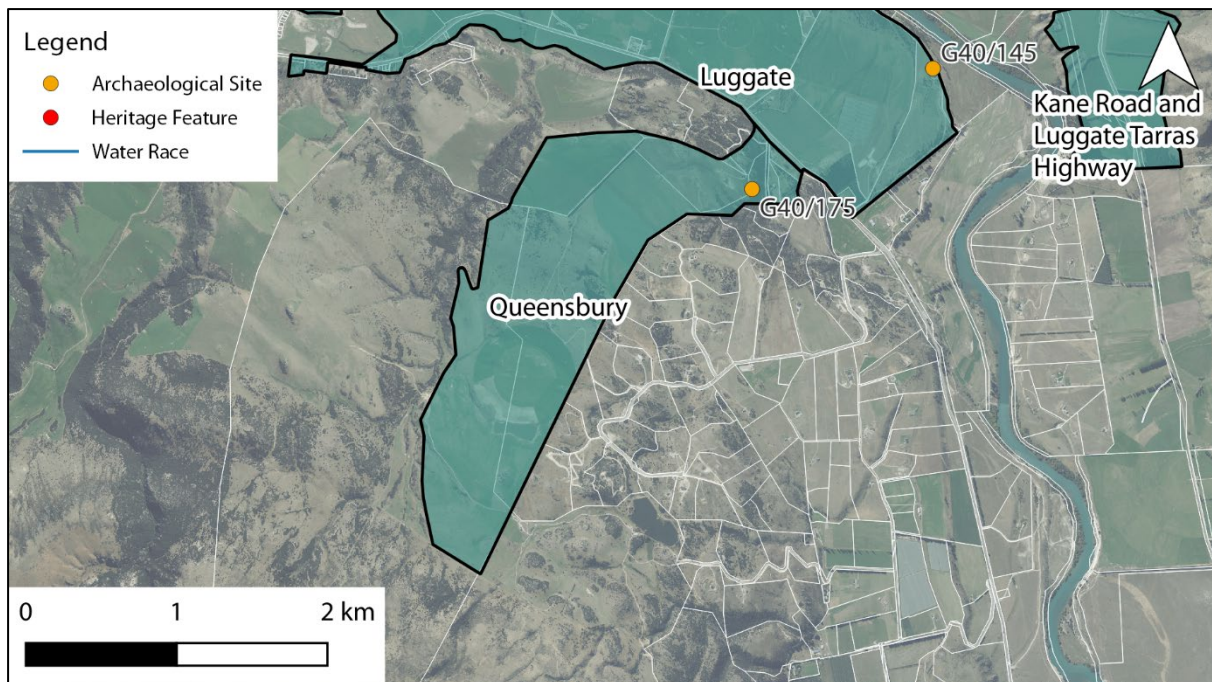 Legend
Archaeological Site
Heritage Feature
Water Race
G40/145
Luggate
Kane Road and
Luggate Tarras
Highway
G40/175
Queensbury
0 1 2 km